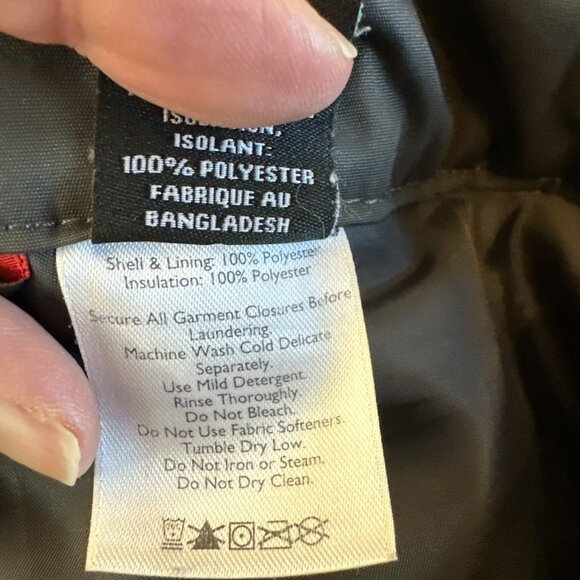 ISOLANT:
100% POLYESTER
FABRIQUE AU
BANGLADESH
Shell & Lining: 100% Polyester
Insulation: 100% Polyester
Secure All Garment Closures Before
Laundering.
Machine Wash Cold Delicate
Separately.
Use Mild Detergent.
Rinse Thoroughly.
Do Not Bleach.
Do Not Use Fabric Softeners.
Tumble Dry Low.
Do Not Iron or Steam.
Do Not Dry Clean.